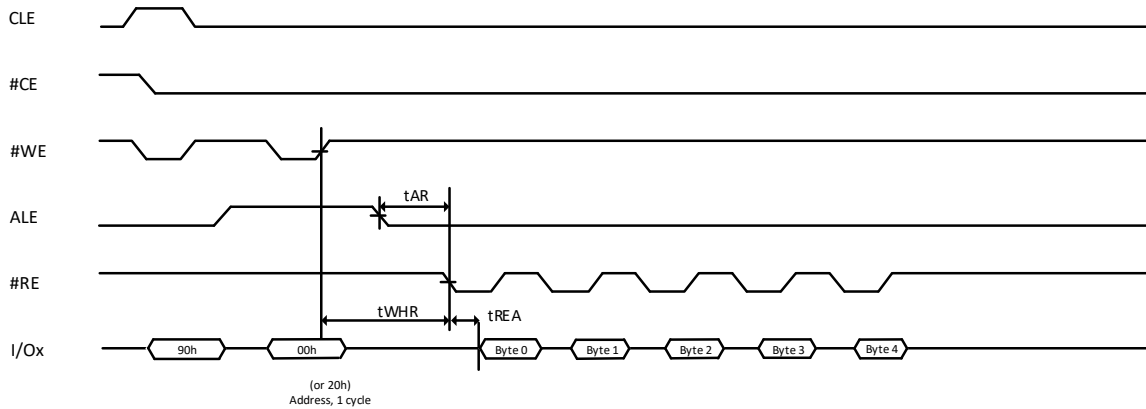 CLE
#CE
#WE
tAR
ALE
#RE
tWHR tREA
I/Ox 90h 00h Byte 0 Byte 1 Byte 2 Byte 3 Byte 4
(or 20h)
Address, 1 cycle